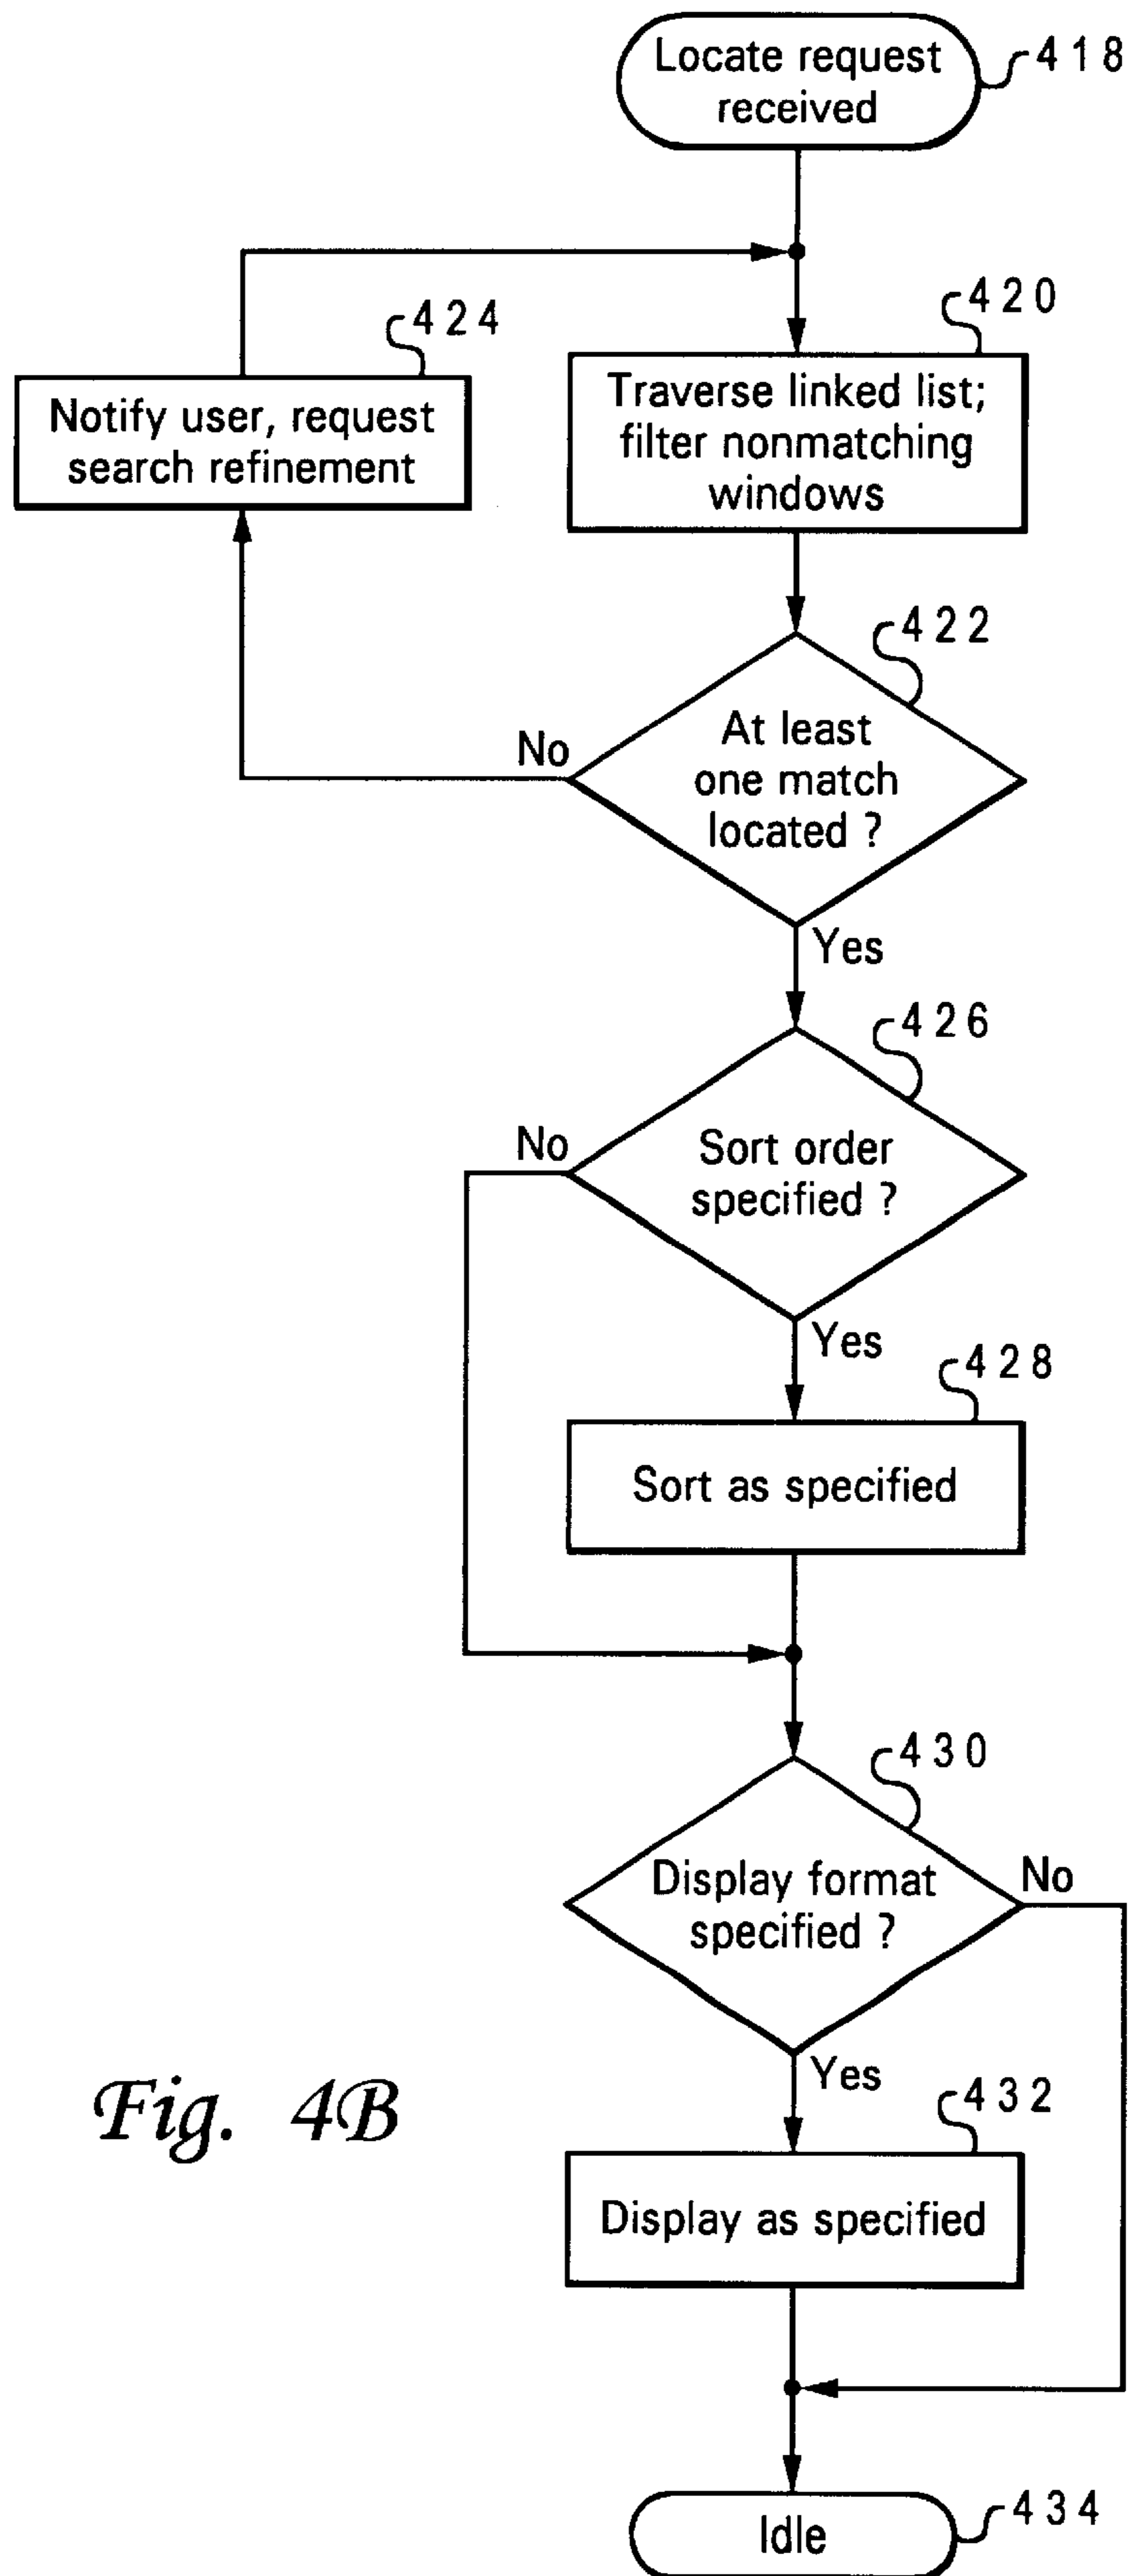 Locate request
received
418
420
424
Notify user, request
search refinement
Traverse linked list;
filter nonmatching
windows
422
No
At least
one match
located ?
Yes
426
No
Sort order
specified ?
Yes
428
Sort as specified
430
Display format
specified ?
No
Yes
432
Fig. 4B
Display as specified
Idle
434